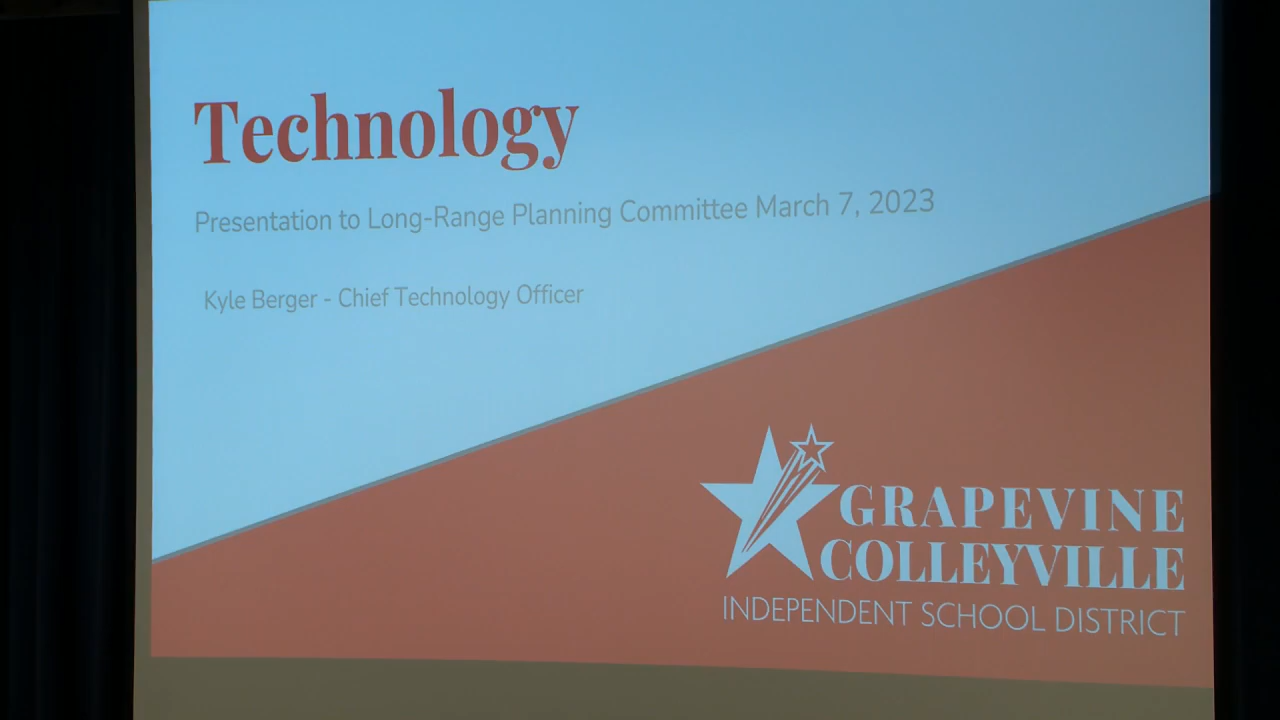 Technology
Presentation to Long-Range Planning Committee March 7, 2023
Kyle Berger - Chief Technology Officer
GRAPEVINE
COLLEYVILLE
INDEPENDENT SCHOOL DISTRICT